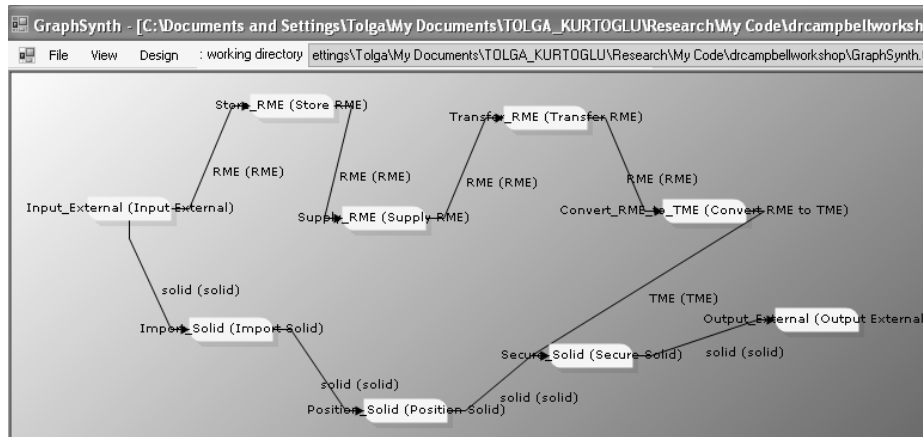 GraphSynth - [C:\Documents and Settings\Tolga\My Documents\TOLGA_KURTOGLU\Research\My Code\drcampbellworksh
File View Design : working directory ettings\Tolga\My Documents\TOLGA_KURTOGLU\Research\My Code\drcampbellworkshop\GraphSynth.
Store_RME (Store RME)
Transfer_RME (Transfer RME)
RME (RME)
RME (RME)
RME (RME)
RME (RME)
Input_External (Input External)
Supply_RME (Supply RME)
Convert_RME_to_TME (Convert RME to TME)
solid (solid)
TME (TME)
Import_Solid (Import Solid)
Output_External (Output External
Secure_Solid (Secure Solid)
solid (solid)
solid (solid)
solid (solid)
Position_Solid (Position Solid)